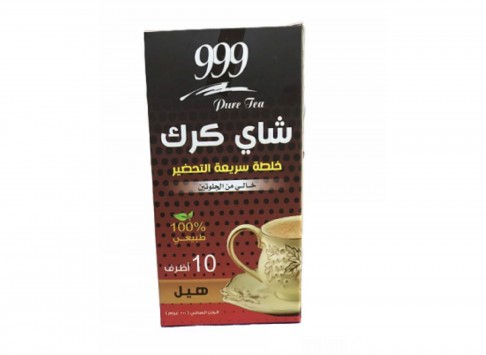 999
Pure Tea
شاي كرك
خلطة سريعة التحضير
خالي من الجلوتين
100%
طبيعي
10 أظرف
هيل